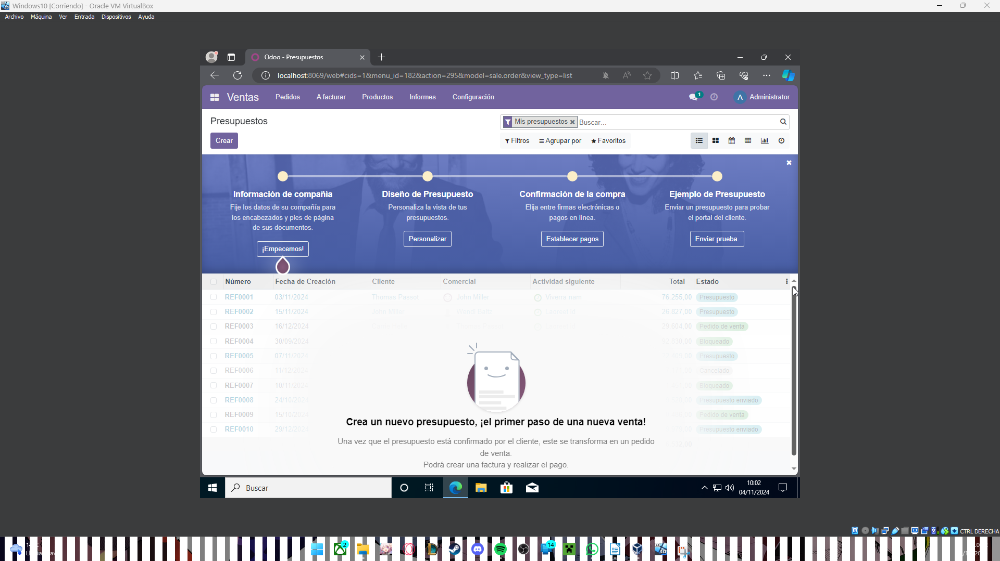 Windows10 [Corriendo] - Oracle VM VirtualBox
Archivo Máquina Ver Entrada Dispositivos Ayuda
Odoo - Presupuestos
localhost:8069/web#cids=1&menu_id=182&action=295&model=sale.order&view_type=list
Ventas Pedidos A facturar Productos Informes Configuración 1 A Administrator
Presupuestos
Mis presupuestos Buscar...
Crear
Filtros Agrupar por Favoritos
Información de compañía
Fije los datos de su compañía para
los encabezados y pies de página
de sus documentos.
¡Empecemos!
Diseño de Presupuesto
Personaliza la vista de tus
presupuestos.
Personalizar
Confirmación de la compra
Elija entre firmas electrónicas o
pagos en línea.
Establecer pagos
Ejemplo de Presupuesto
Enviar un presupuesto para probar
el portal del cliente.
Enviar prueba.
Número Fecha de Creación Cliente Comercial Actividad siguiente Total Estado
REF0001 03/11/2024 Thomas Passot John Miller Viverra nam 76.255,00 Presupuesto
REF0002 15/11/2024 John Miller Wendi Baltz Laoreet id 26.827,00 Presupuesto
REF0003 16/12/2024 29.604,00 Pedido de venta
REF0004 30/09/2024 92.830,00 Bloqueado
REF0005 07/11/2024 Presupuesto
REF0006 11/12/2024 Cancelado
REF0007 10/11/2024 Bloqueado
REF0008 24/10/2024 Presupuesto enviado
REF0009 15/10/2024 Pedido de venta
REF0010 29/12/2024 Presupuesto enviado
Crea un nuevo presupuesto, ¡el primer paso de una nueva venta!
Una vez que el presupuesto está confirmado por el cliente, este se transforma en un pedido
de venta.
Podrá crear una factura y realizar el pago.
Buscar
10:02
04/11/2024
CTRL DERECHA
2
14